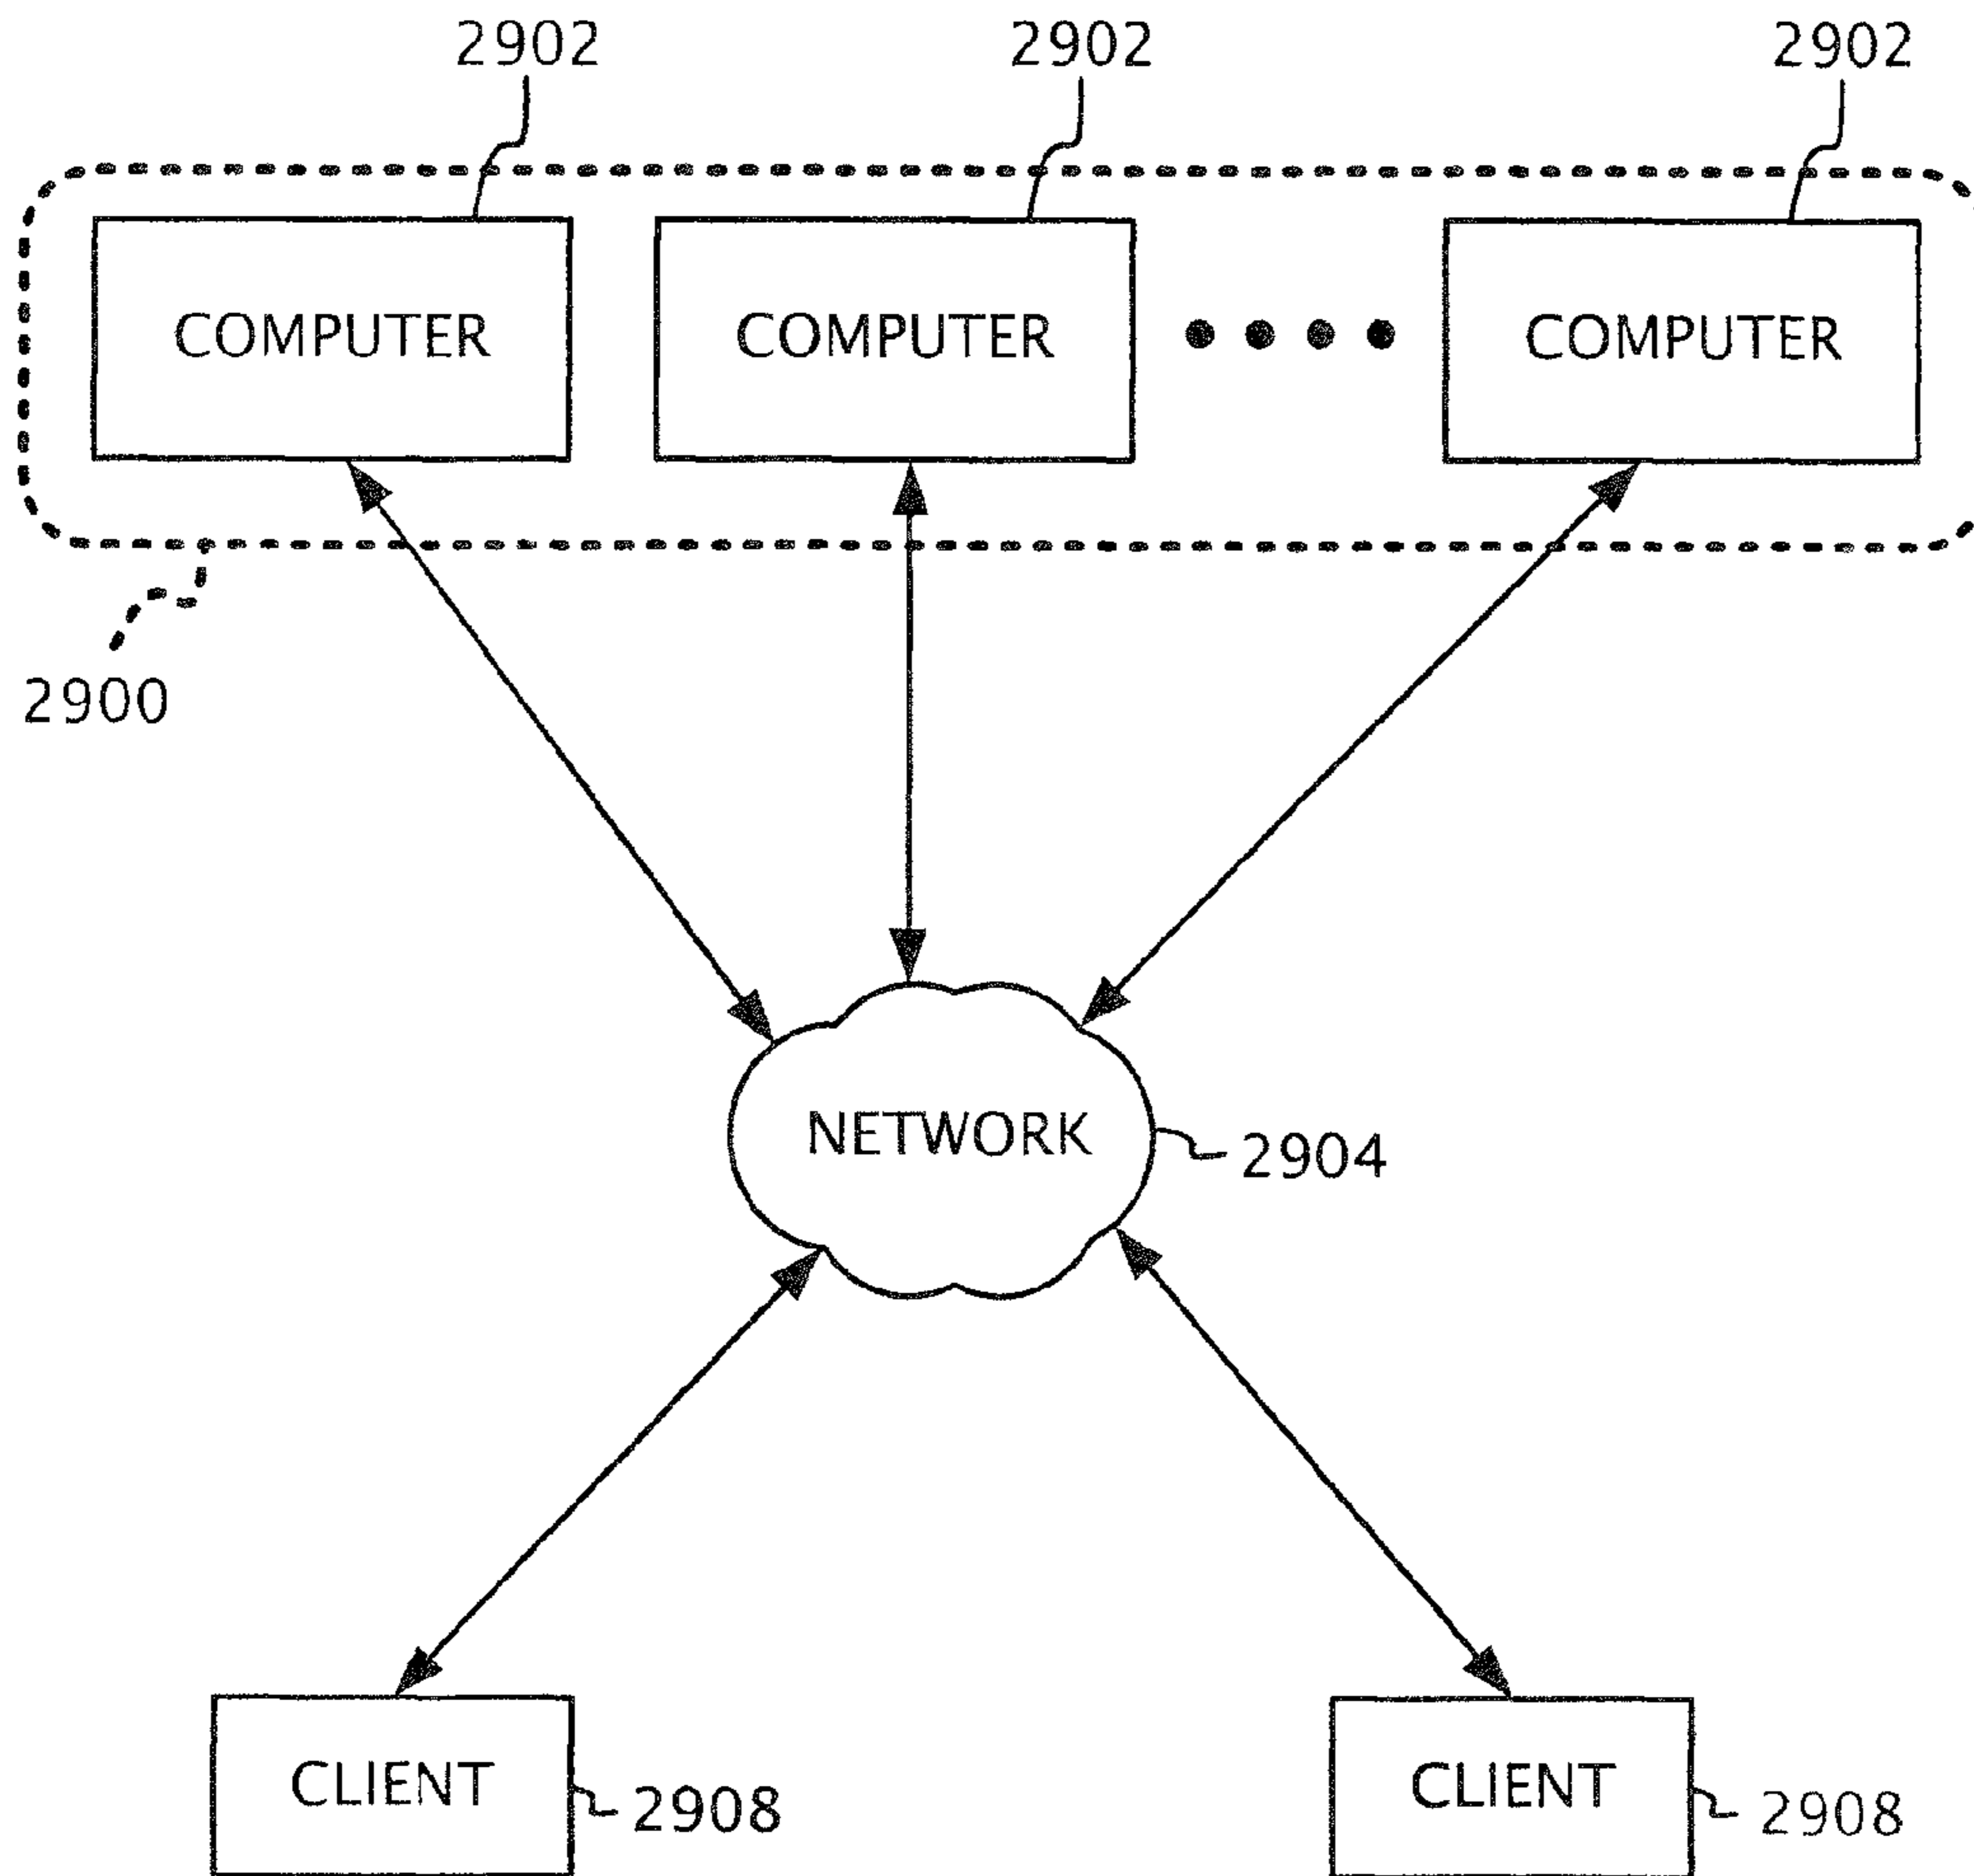 2902 2902 2902
COMPUTER COMPUTER COMPUTER
2900
NETWORK 2904
CLIENT 2908 CLIENT 2908